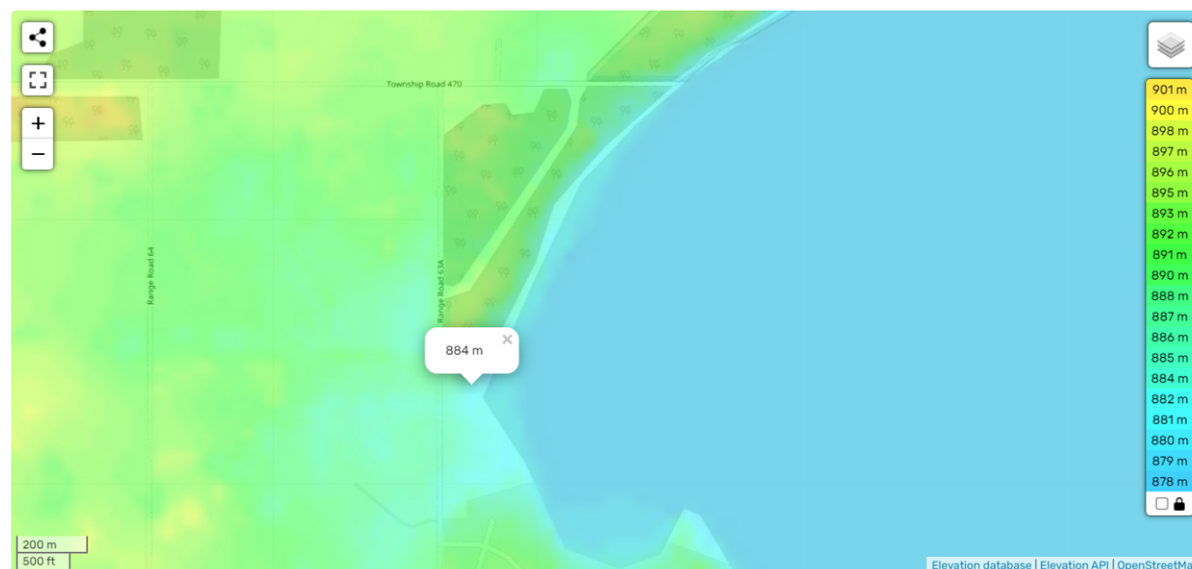 +
−
Township Road 470
Range Road 64
Range Road 63A
884 m
×
901 m
900 m
898 m
897 m
896 m
895 m
893 m
892 m
891 m
890 m
888 m
887 m
886 m
885 m
884 m
882 m
881 m
880 m
879 m
878 m
200 m
500 ft
Elevation database | Elevation API | OpenStreetMa